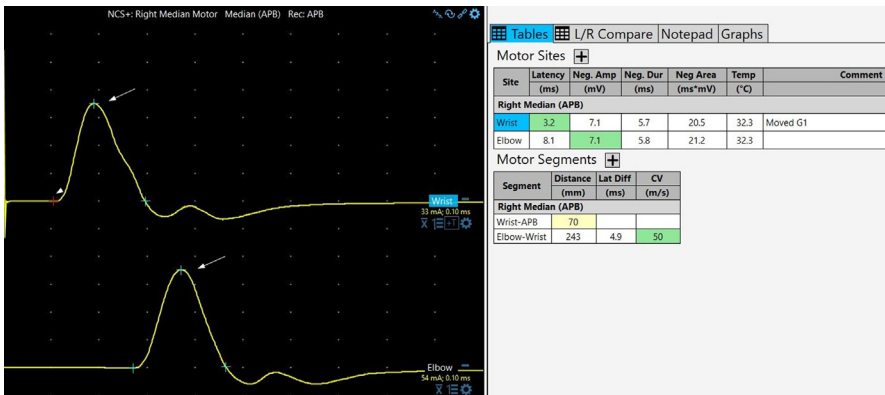 NCS+: Right Median Motor Median (APB) Rec: APB
Wrist
33 mA; 0.10 ms
Elbow
54 mA; 0.10 ms
Tables L/R Compare Notepad Graphs
Motor Sites
Site Latency (ms) Neg. Amp (mV) Neg. Dur (ms) Neg Area (ms*mV) Temp (°C) Comment
Right Median (APB)
Wrist 3.2 7.1 5.7 20.5 32.3 Moved G1
Elbow 8.1 7.1 5.8 21.2 32.3
Motor Segments
Segment Distance (mm) Lat Diff (ms) CV (m/s)
Right Median (APB)
Wrist-APB 70
Elbow-Wrist 243 4.9 50